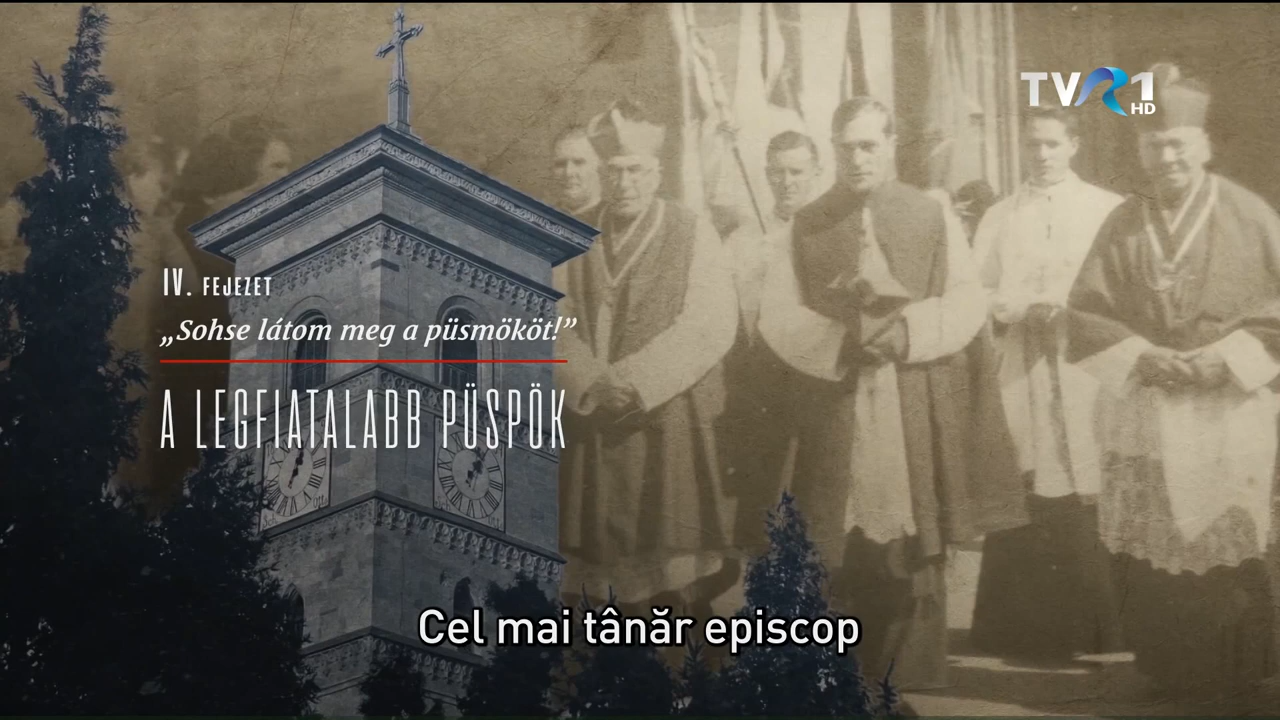 TVR1
HD
IV. FEJEZET
„Sohse látom meg a püsmököt!”
A LEGFIATALABB PÜSPÖK
Cel mai tânăr episcop